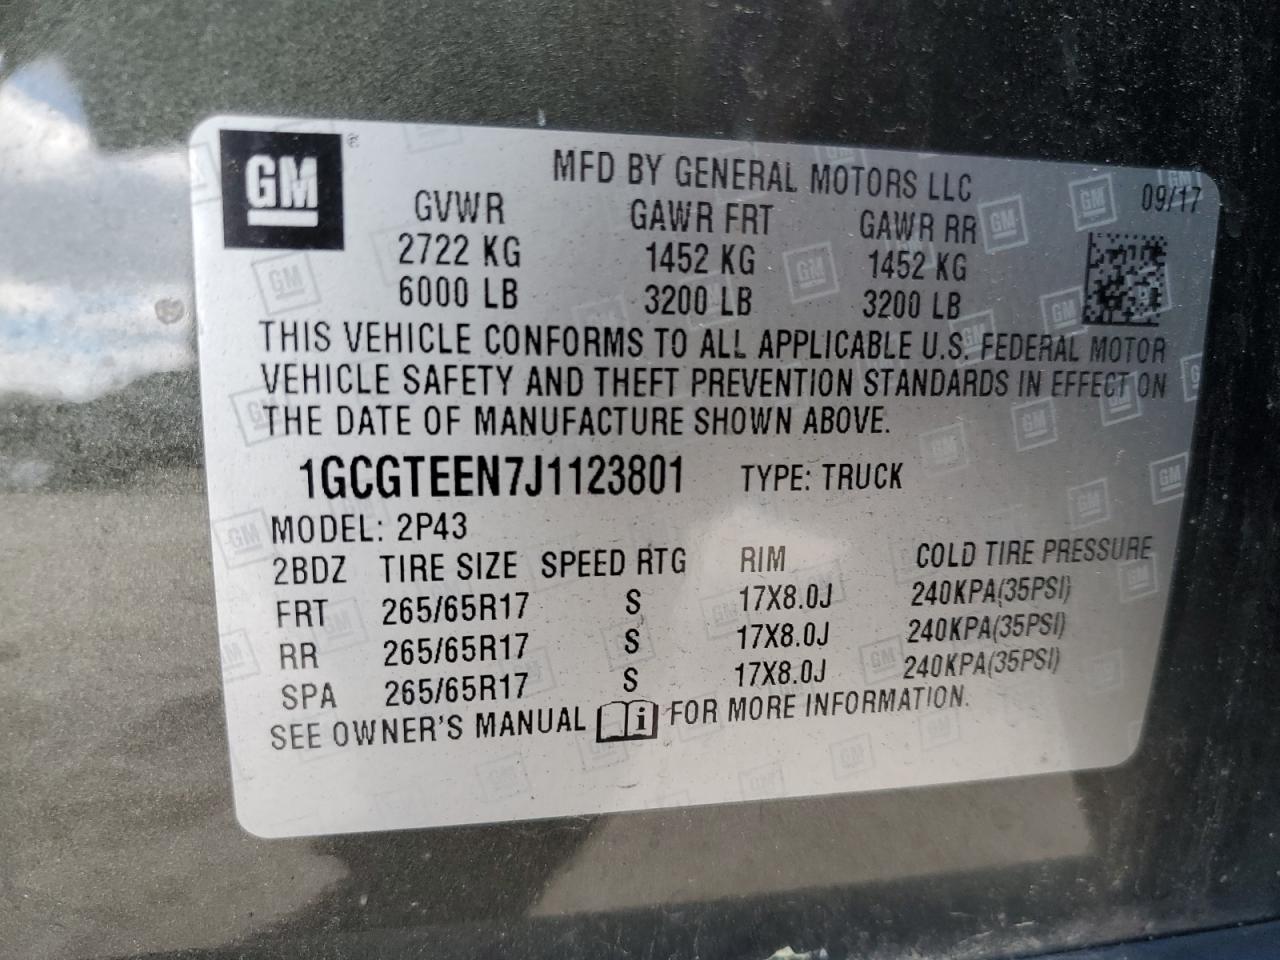 GM ®
MFD BY GENERAL MOTORS LLC
09/17
GVWR GAWR FRT GAWR RR
2722 KG 1452 KG 1452 KG
6000 LB 3200 LB 3200 LB
THIS VEHICLE CONFORMS TO ALL APPLICABLE U.S. FEDERAL MOTOR
VEHICLE SAFETY AND THEFT PREVENTION STANDARDS IN EFFECT ON
THE DATE OF MANUFACTURE SHOWN ABOVE.
1GCGTEEN7J1123801 TYPE: TRUCK
MODEL: 2P43
2BDZ TIRE SIZE SPEED RTG RIM COLD TIRE PRESSURE
FRT 265/65R17 S 17X8.0J 240KPA(35PSI)
RR 265/65R17 S 17X8.0J 240KPA(35PSI)
SPA 265/65R17 S 17X8.0J 240KPA(35PSI)
SEE OWNER'S MANUAL i FOR MORE INFORMATION.